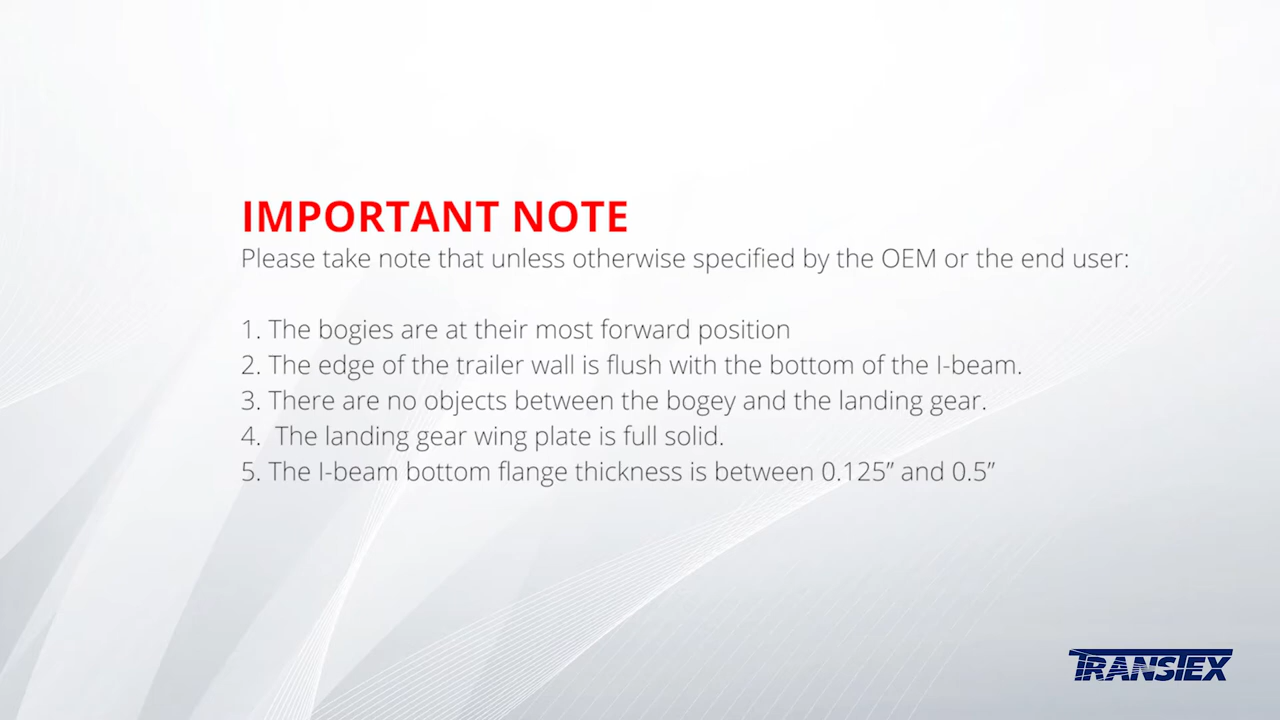 IMPORTANT NOTE
Please take note that unless otherwise specified by the OEM or the end user:
1. The bogies are at their most forward position
2. The edge of the trailer wall is flush with the bottom of the I-beam.
3. There are no objects between the bogey and the landing gear.
4. The landing gear wing plate is full solid.
5. The I-beam bottom flange thickness is between 0.125” and 0.5”
TRANSTEX